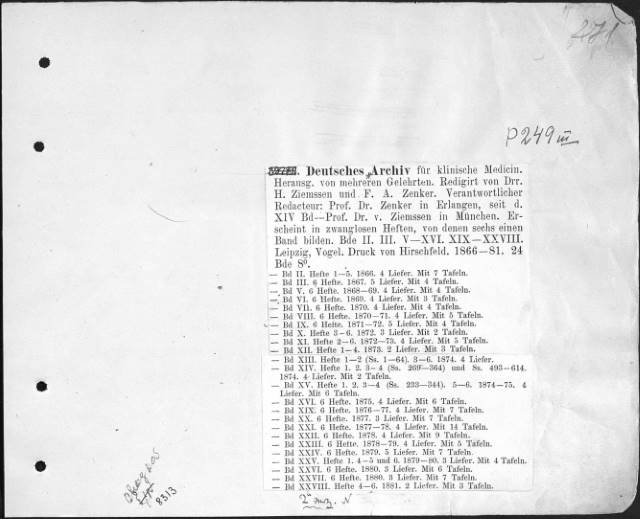 P249 III
Deutsches Archiv für klinische Medicin.
Herausg. von mehreren Gelehrten. Redigirt von Drr.
H. Ziemssen und F. A. Zenker. Verantwortlicher
Redacteur: Prof. Dr. Zenker in Erlangen, seit d.
XIV Bd—Prof. Dr. v. Ziemssen in München. Er-
scheint in zwanglosen Heften, von denen sechs einen
Band bilden. Bde II. III. V—XVI. XIX—XXVIII.
Leipzig, Vogel. Druck von Hirschfeld. 1866—81. 24
Bde 8⁰.
— Bd II. Hefte 1—5. 1866. 4 Liefer. Mit 7 Tafeln.
— Bd III. 6 Hefte. 1867. 5 Liefer. Mit 4 Tafeln.
— Bd V. 6 Hefte. 1868—69. 4 Liefer. Mit 4 Tafeln.
— Bd VI. 6 Hefte. 1869. 4 Liefer. Mit 3 Tafeln.
— Bd VII. 6 Hefte. 1870. 4 Liefer. Mit 4 Tafeln.
— Bd VIII. 6 Hefte. 1870—71. 4 Liefer. Mit 5 Tafeln.
— Bd IX. 6 Hefte. 1871—72. 5 Liefer. Mit 4 Tafeln.
— Bd X. Hefte 3—6. 1872. 3 Liefer. Mit 2 Tafeln.
— Bd XI. Hefte 2—6. 1872—73. 4 Liefer. Mit 5 Tafeln.
— Bd XII. Hefte 1—4. 1873. 2 Liefer. Mit 3 Tafeln.
— Bd XIII. Hefte 1—2 (Ss. 1—64). 3—6. 1874. 4 Liefer.
— Bd XIV. Hefte 1. 2. 3—4 (Ss. 269—364) und Ss. 493—614.
1874. 4 Liefer. Mit 2 Tafeln.
— Bd XV. Hefte 1. 2. 3—4 (Ss. 233—344). 5—6. 1874—75. 4
Liefer. Mit 6 Tafeln.
— Bd XVI. 6 Hefte. 1875. 4 Liefer. Mit 6 Tafeln.
— Bd XIX. 6 Hefte. 1876—77. 4 Liefer. Mit 7 Tafeln.
— Bd XX. 6 Hefte. 1877. 3 Liefer. Mit 7 Tafeln.
— Bd XXI. 6 Hefte. 1877—78. 4 Liefer. Mit 14 Tafeln.
— Bd XXII. 6 Hefte. 1878. 4 Liefer. Mit 9 Tafeln.
— Bd XXIII. 6 Hefte. 1878—79. 4 Liefer. Mit 5 Tafeln.
— Bd XXIV. 6 Hefte. 1879. 5 Liefer. Mit 7 Tafeln.
— Bd XXV. Hefte 1. 4—5 und 6. 1879—80. 3 Liefer. Mit 4 Tafeln.
— Bd XXVI. 6 Hefte. 1880. 3 Liefer. Mit 6 Tafeln.
— Bd XXVII. 6 Hefte. 1880. 3 Liefer. Mit 7 Tafeln.
— Bd XXVIII. Hefte 4—6. 1881. 2 Liefer. Mit 3 Tafeln.
8313